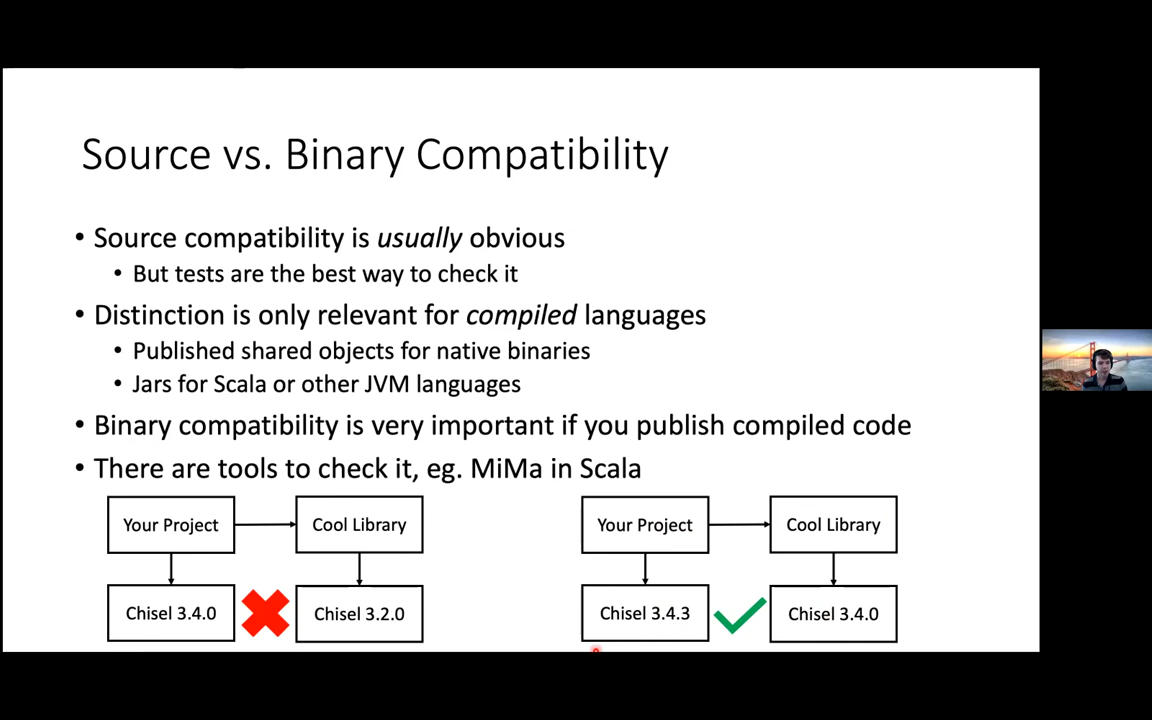 Source vs. Binary Compatibility
• Source compatibility is usually obvious
• But tests are the best way to check it
• Distinction is only relevant for compiled languages
• Published shared objects for native binaries
• Jars for Scala or other JVM languages
• Binary compatibility is very important if you publish compiled code
• There are tools to check it, eg. MiMa in Scala
Your Project
Cool Library
Your Project
Cool Library
Chisel 3.4.0
Chisel 3.2.0
Chisel 3.4.3
Chisel 3.4.0